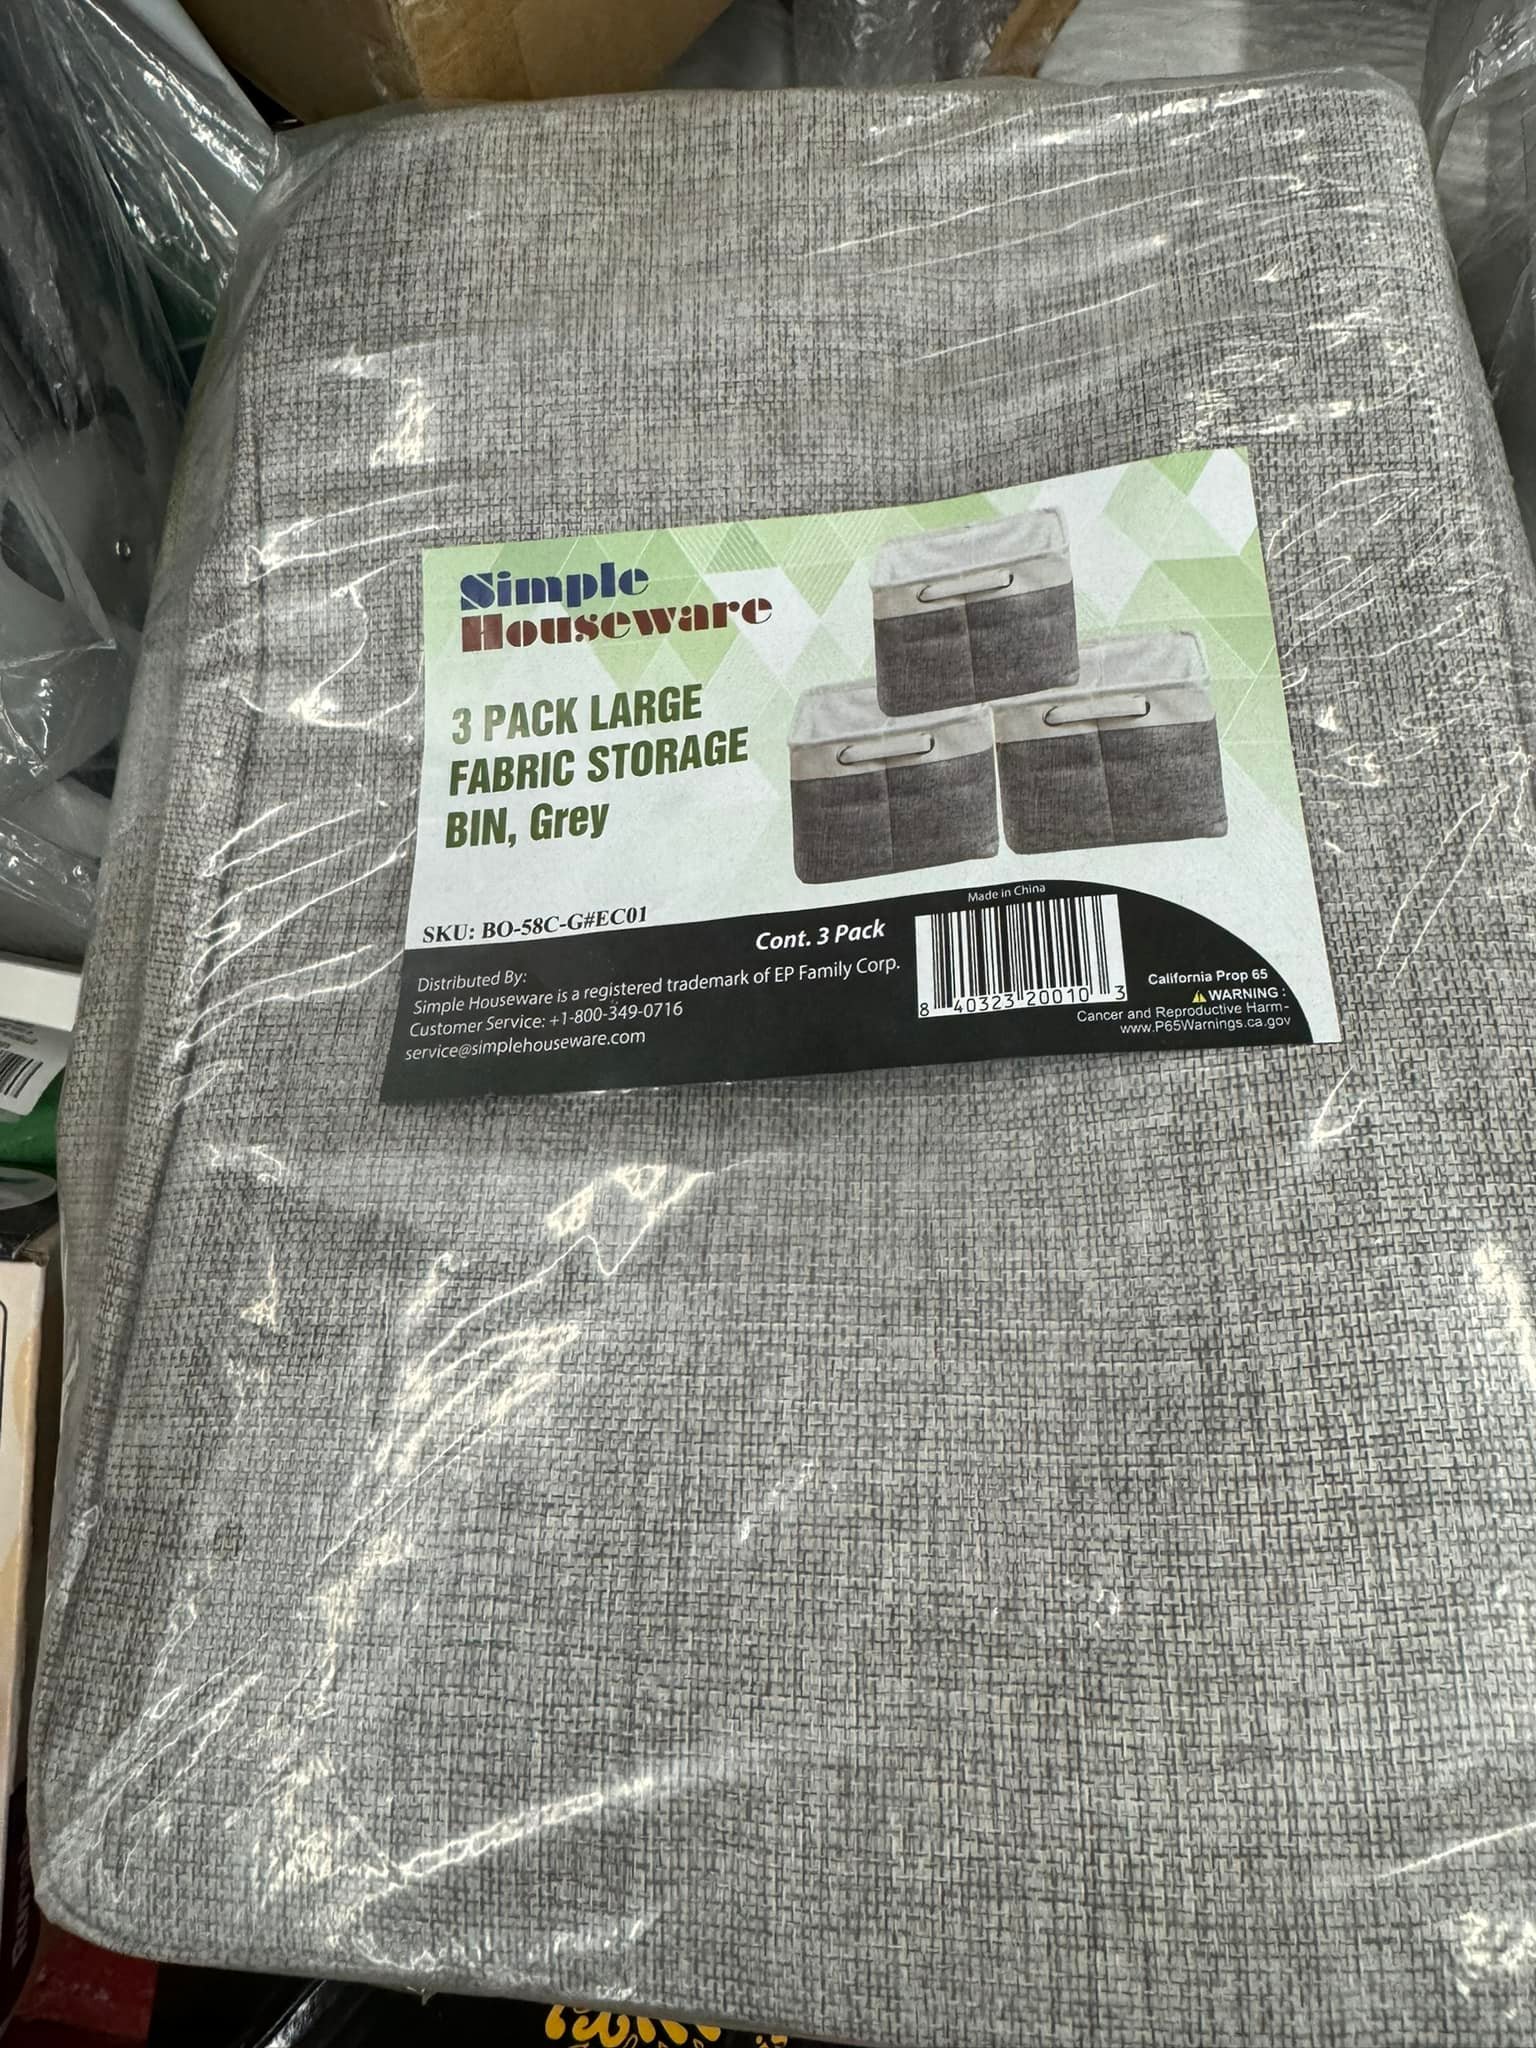 Simple
Houseware
3 PACK LARGE
FABRIC STORAGE
BIN, Grey
SKU: BO-58C-G#EC01
Distributed By:
Simple Houseware is a registered trademark of EP Family Corp.
Customer Service: +1-800-349-0716
service@simplehouseware.com
Cont. 3 Pack
Made in China
8 40323 20010 3
California Prop 65
WARNING :
Cancer and Reproductive Harm-
www.P65Warnings.ca.gov